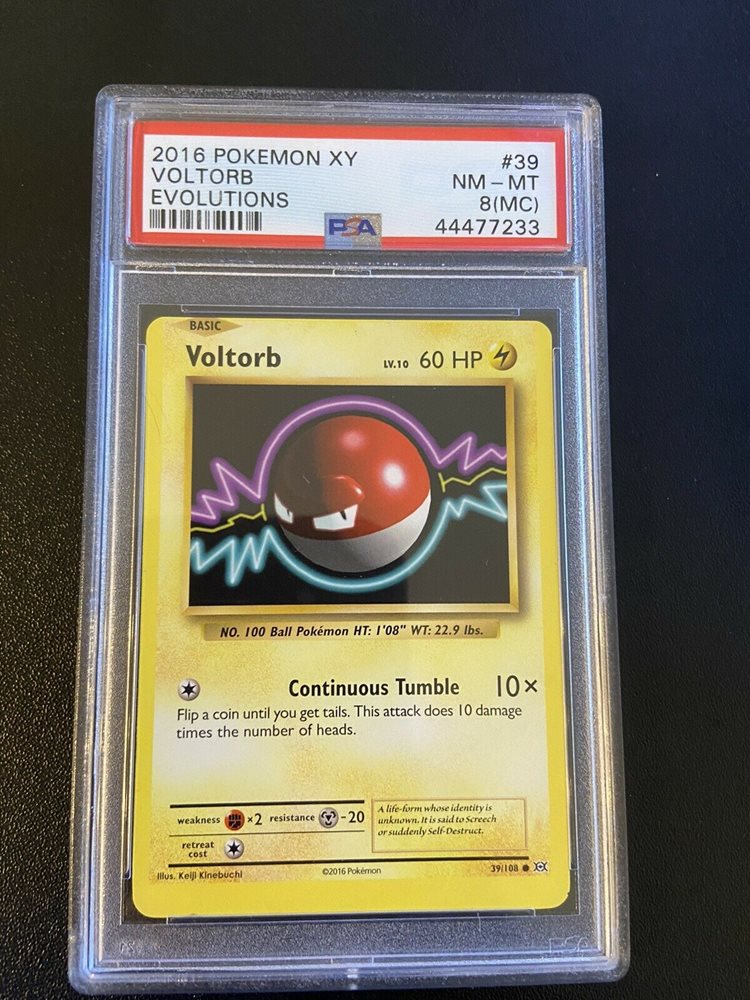 2016 POKEMON XY #39
VOLTORB NM - MT
EVOLUTIONS 8(MC)
PSA 44477233
BASIC
Voltorb LV.10 60 HP
NO. 100 Ball Pokémon HT: 1'08" WT: 22.9 lbs.
Continuous Tumble 10×
Flip a coin until you get tails. This attack does 10 damage
times the number of heads.
weakness ×2 resistance -20
retreat
cost
A life-form whose identity is
unknown. It is said to Screech
or suddenly Self-Destruct.
Illus. Keiji Kinebuchi ©2016 Pokémon 39/108